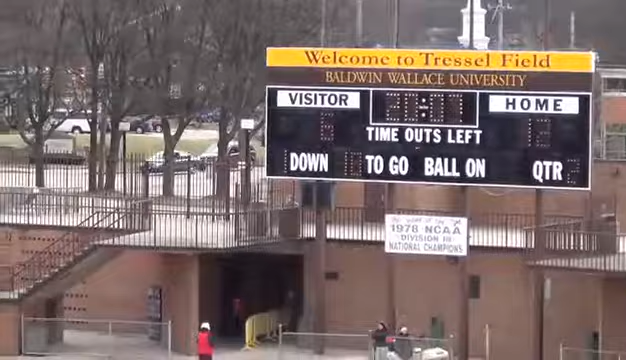 Welcome to Tressel Field
BALDWIN WALLACE UNIVERSITY
VISITOR
HOME
TIME OUTS LEFT
DOWN TO GO BALL ON QTR
1978 NCAA
DIVISION III
NATIONAL CHAMPIONS